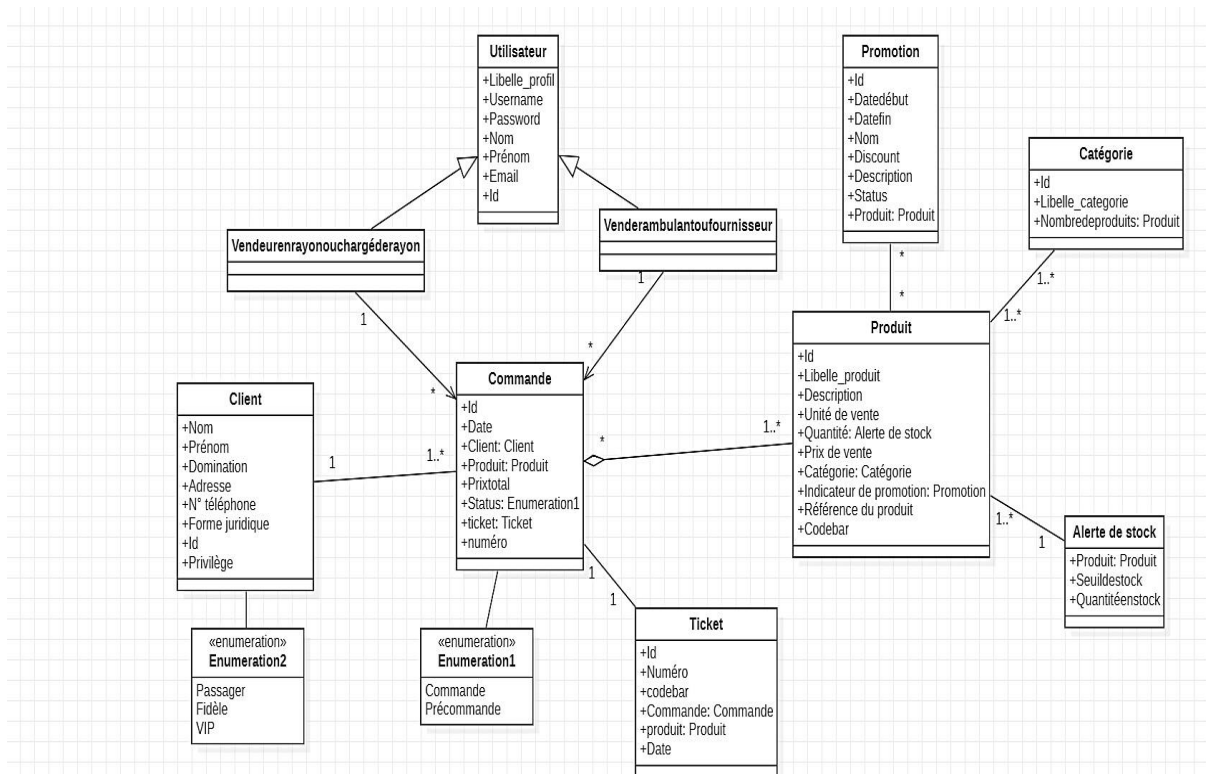 Utilisateur
+Libelle_profil
+Username
+Password
+Nom
+Prénom
+Email
+Id
Promotion
+Id
+Datedébut
+Datefin
+Nom
+Discount
+Description
+Status
+Produit: Produit
Catégorie
+Id
+Libelle_categorie
+Nombredeproduits: Produit
Vendeurenrayonouchargéderayon
Venderambulantoufournisseur
1
*
1
*
*
*
1..*
1..*
Produit
+Id
+Libelle_produit
+Description
+Unité de vente
+Quantité: Alerte de stock
+Prix de vente
+Catégorie: Catégorie
+Indicateur de promotion: Promotion
+Référence du produit
+Codebar
Client
+Nom
+Prénom
+Domination
+Adresse
+N° téléphone
+Forme juridique
+Id
+Privilège
1
1..*
Commande
+Id
+Date
+Client: Client
+Produit: Produit
+Prixtotal
+Status: Enumeration1
+ticket: Ticket
+numéro
*
1..*
1..*
1
Alerte de stock
+Produit: Produit
+Seuildestock
+Quantitéenstock
1
1
«enumeration»
Enumeration2
Passager
Fidèle
VIP
«enumeration»
Enumeration1
Commande
Précommande
Ticket
+Id
+Numéro
+codebar
+Commande: Commande
+produit: Produit
+Date